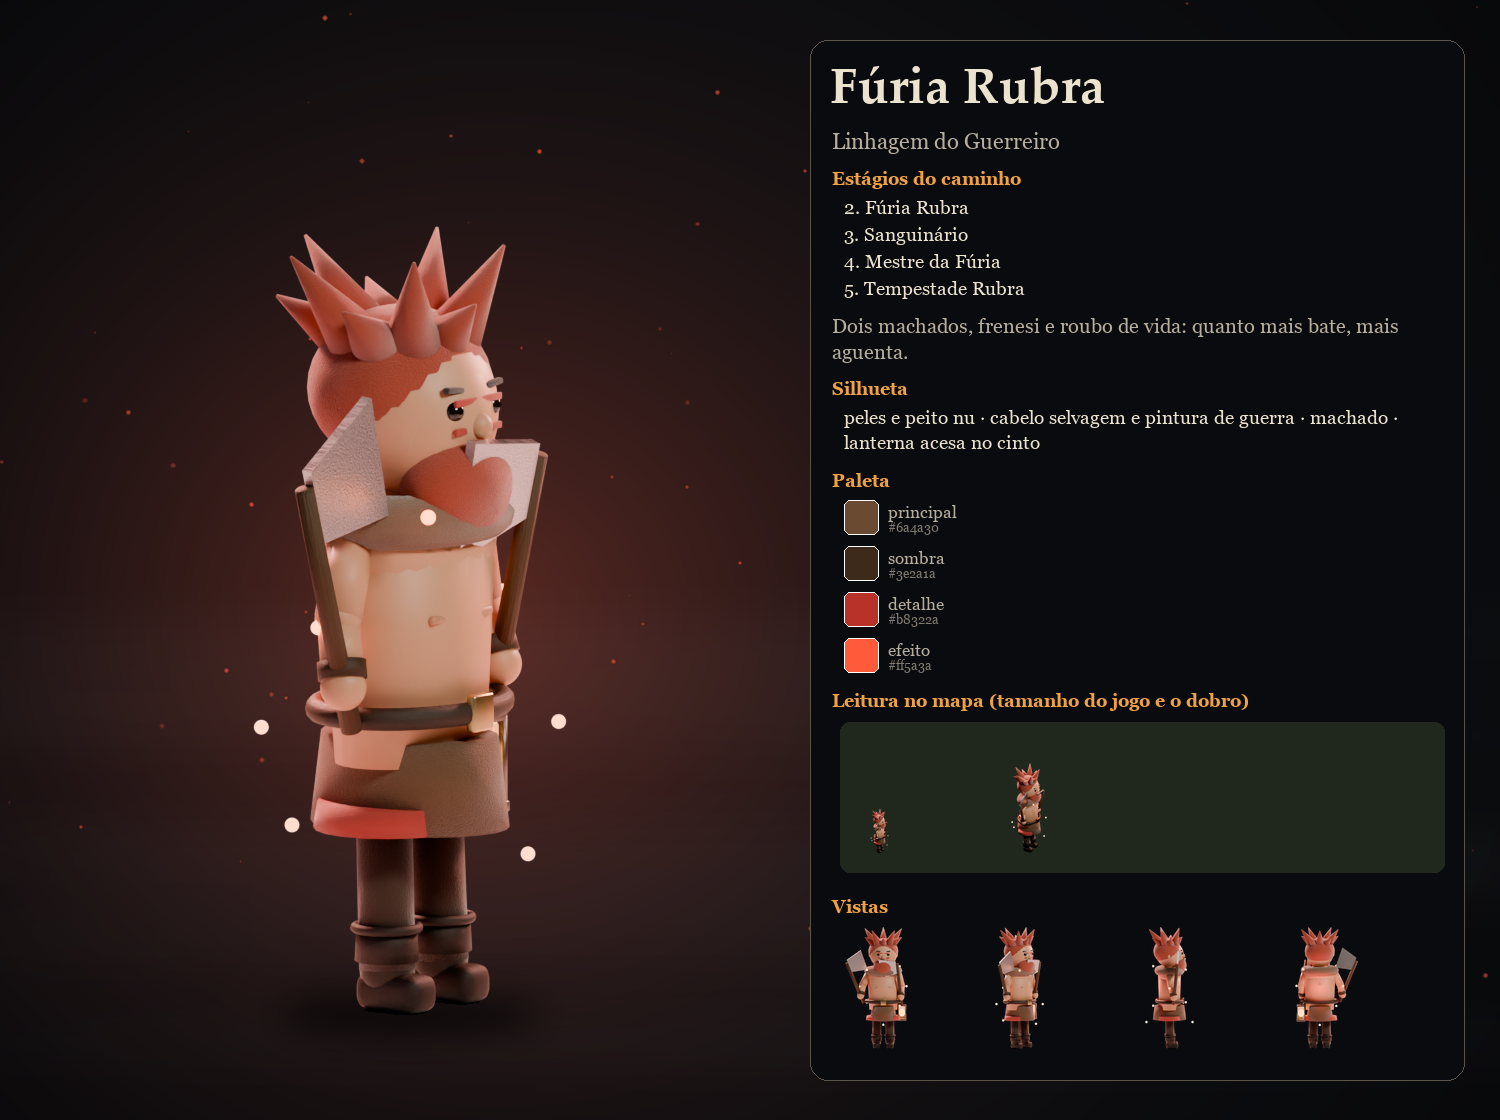 Fúria Rubra
Linhagem do Guerreiro
Estágios do caminho
2. Fúria Rubra
3. Sanguinário
4. Mestre da Fúria
5. Tempestade Rubra
Dois machados, frenesi e roubo de vida: quanto mais bate, mais
aguenta.
Silhueta
peles e peito nu · cabelo selvagem e pintura de guerra · machado ·
lanterna acesa no cinto
Paleta
principal
#6a4a30
sombra
#3e2a1a
detalhe
#b8322a
efeito
#ff5a3a
Leitura no mapa (tamanho do jogo e o dobro)
Vistas